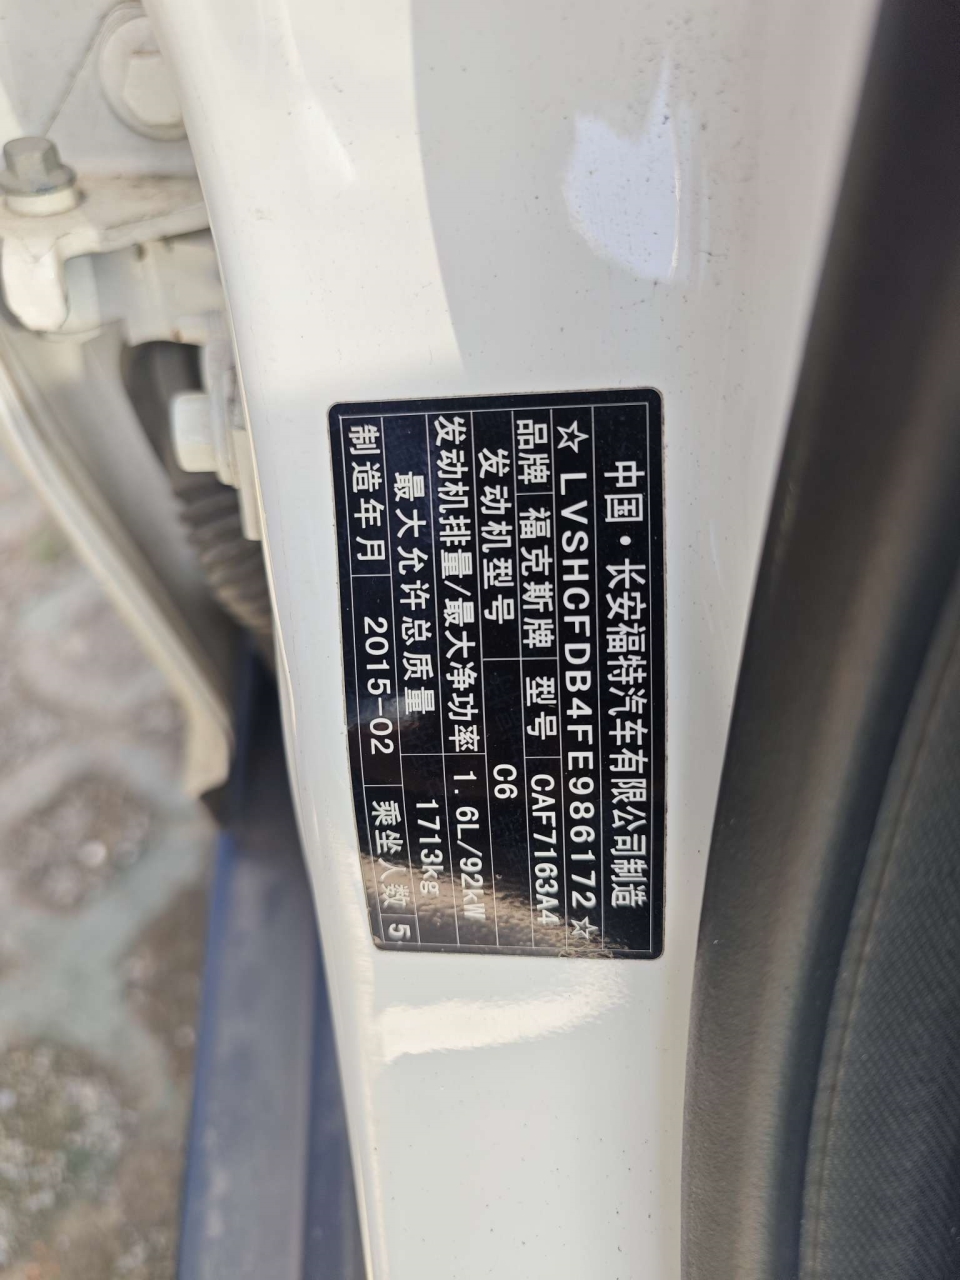 中国·长安福特汽车有限公司制造
☆LVSHCFDB4FE986172☆
品牌 福克斯牌 型号 CAF7163A4
发动机型号 C6
发动机排量/最大净功率 1.6L/92kW
最大允许总质量 1713kg
制造年月 2015-02 乘坐人数 5